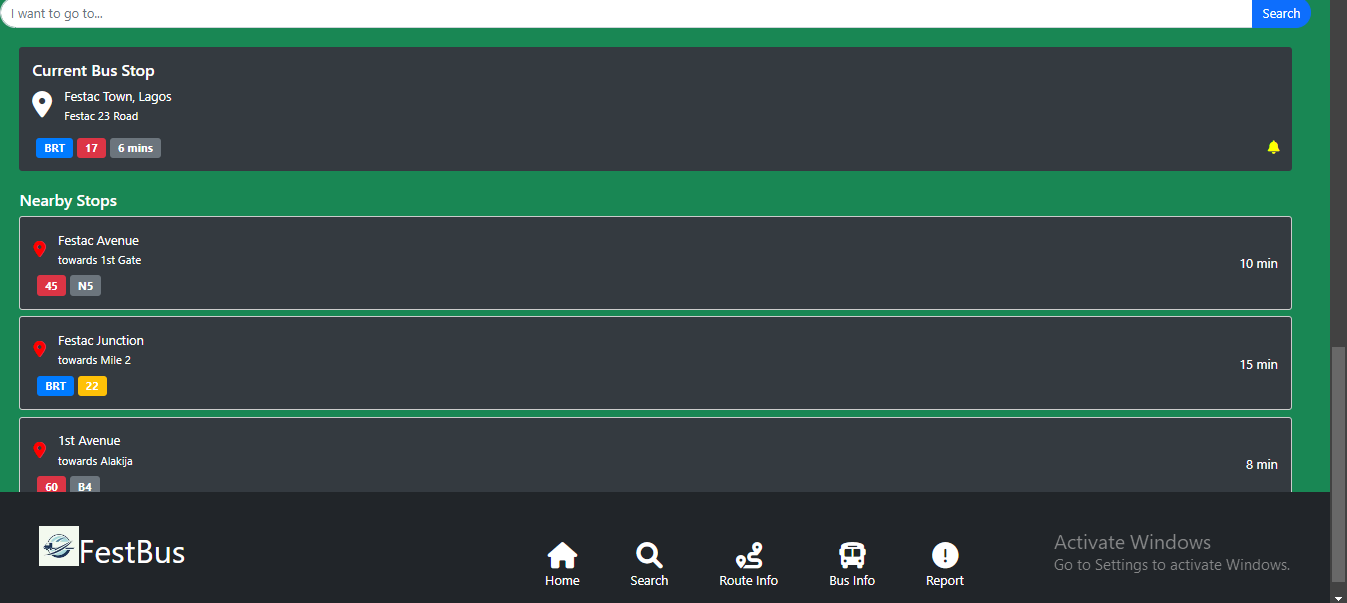 I want to go to...
Search
Current Bus Stop
Festac Town, Lagos
Festac 23 Road
BRT 17 6 mins
Nearby Stops
Festac Avenue
towards 1st Gate
10 min
45 N5
Festac Junction
towards Mile 2
15 min
BRT 22
1st Avenue
towards Alakija
8 min
60 B4
FestBus
Home Search Route Info Bus Info Report
Activate Windows
Go to Settings to activate Windows.